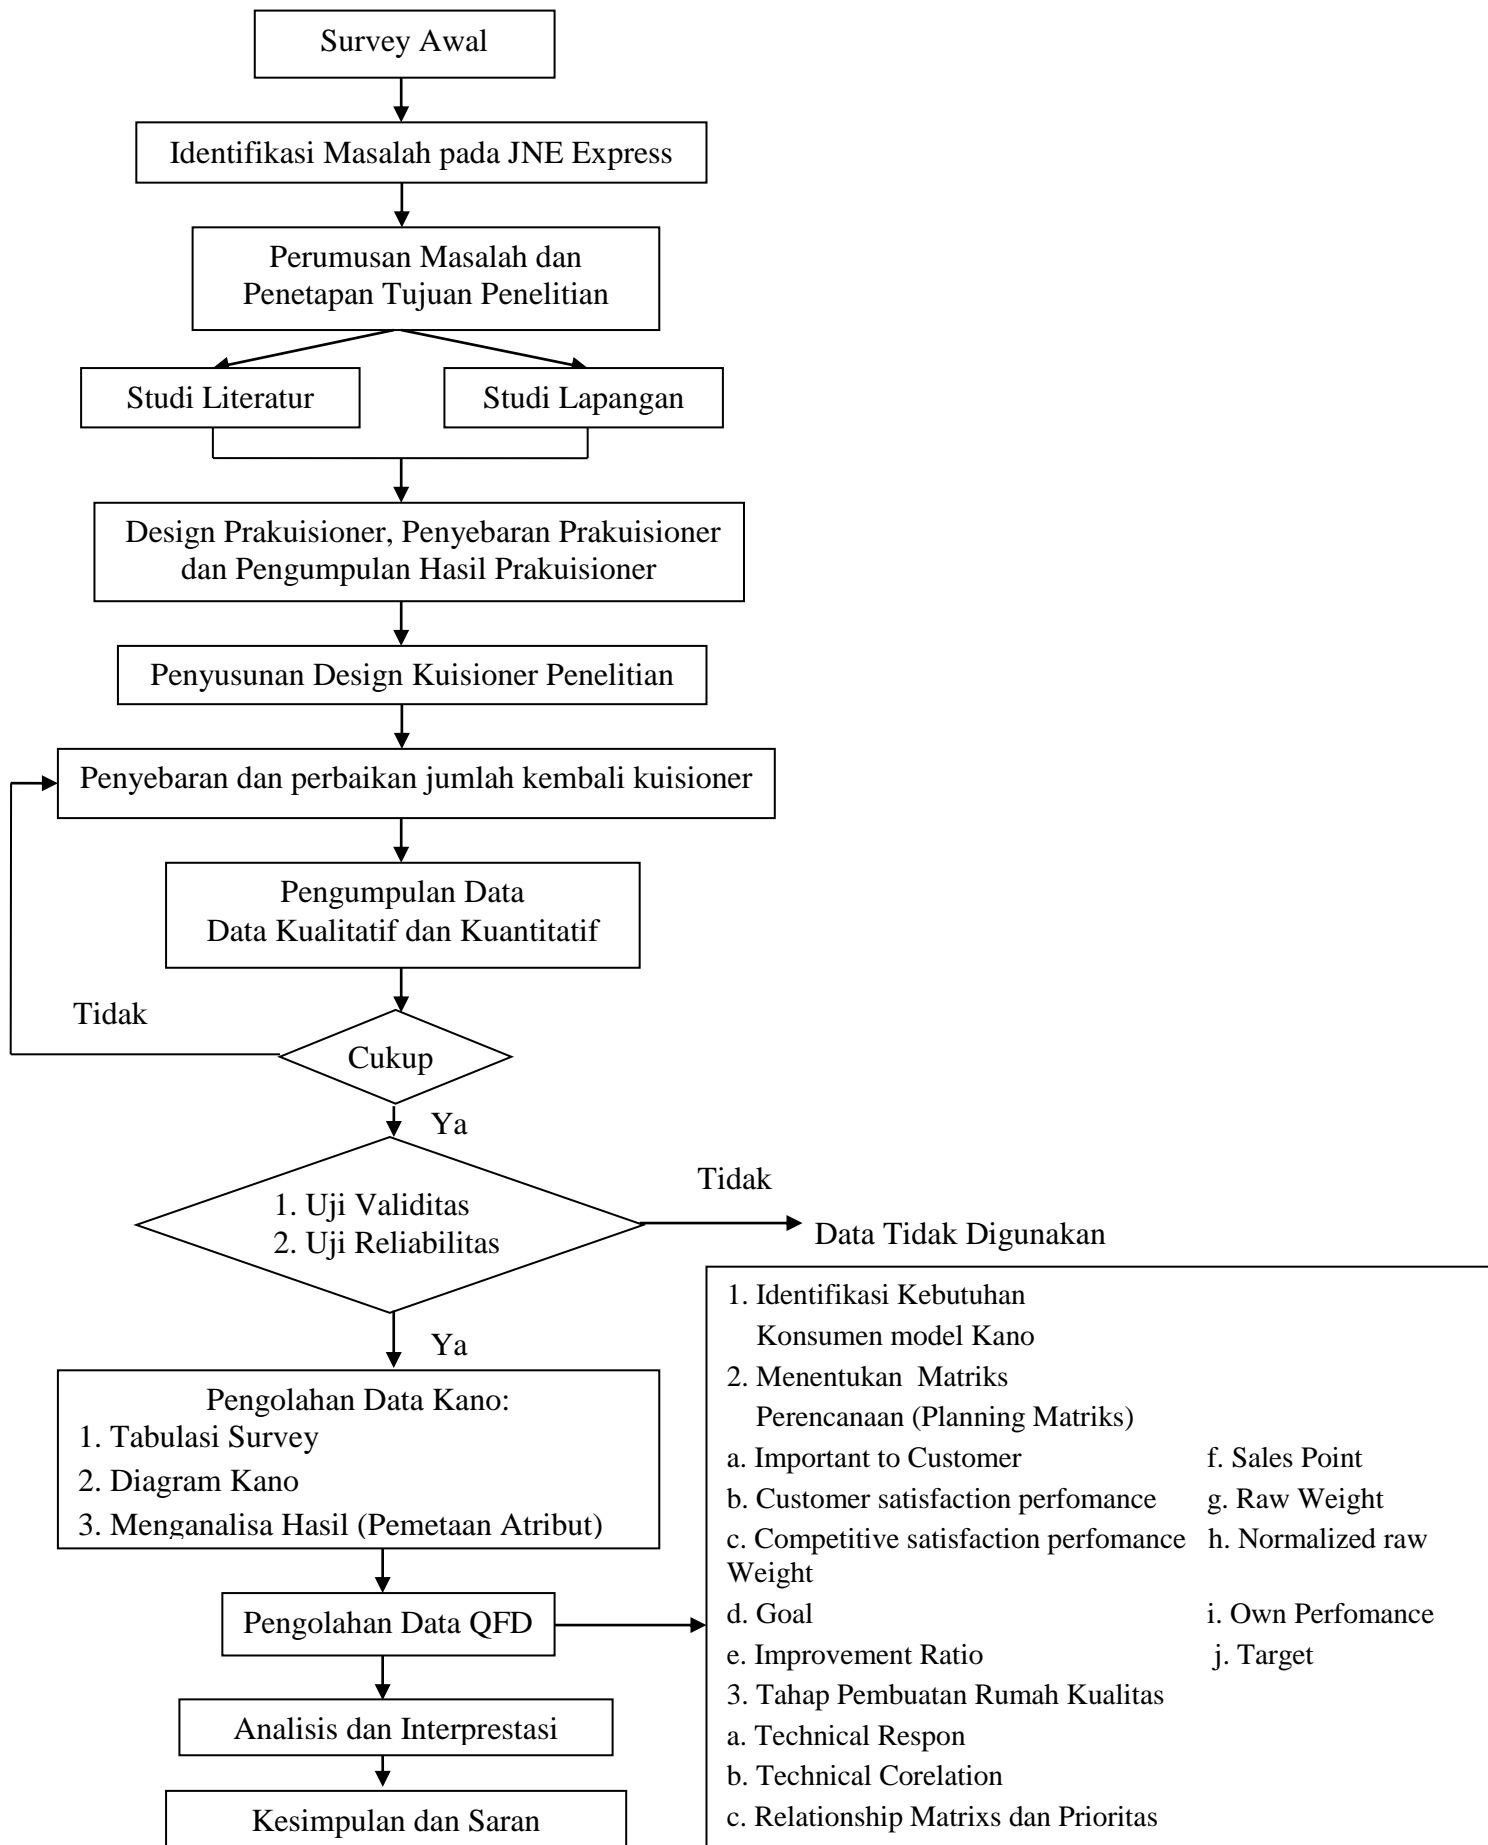 Survey Awal
Identifikasi Masalah pada JNE Express
Perumusan Masalah dan
Penetapan Tujuan Penelitian
Studi Literatur
Studi Lapangan
Design Prakuisioner, Penyebaran Prakuisioner
dan Pengumpulan Hasil Prakuisioner
Penyusunan Design Kuisioner Penelitian
Penyebaran dan perbaikan jumlah kembali kuisioner
Pengumpulan Data
Data Kualitatif dan Kuantitatif
Tidak
Cukup
Ya
1. Uji Validitas
2. Uji Reliabilitas
Tidak
Data Tidak Digunakan
Ya
Pengolahan Data Kano:
1. Tabulasi Survey
2. Diagram Kano
3. Menganalisa Hasil (Pemetaan Atribut)
Pengolahan Data QFD
1. Identifikasi Kebutuhan
Konsumen model Kano
2. Menentukan Matriks
Perencanaan (Planning Matriks)
a. Important to Customer f. Sales Point
b. Customer satisfaction perfomance g. Raw Weight
c. Competitive satisfaction perfomance h. Normalized raw
Weight
d. Goal i. Own Perfomance
e. Improvement Ratio j. Target
3. Tahap Pembuatan Rumah Kualitas
a. Technical Respon
b. Technical Corelation
c. Relationship Matrixs dan Prioritas
Analisis dan Interprestasi
Kesimpulan dan Saran